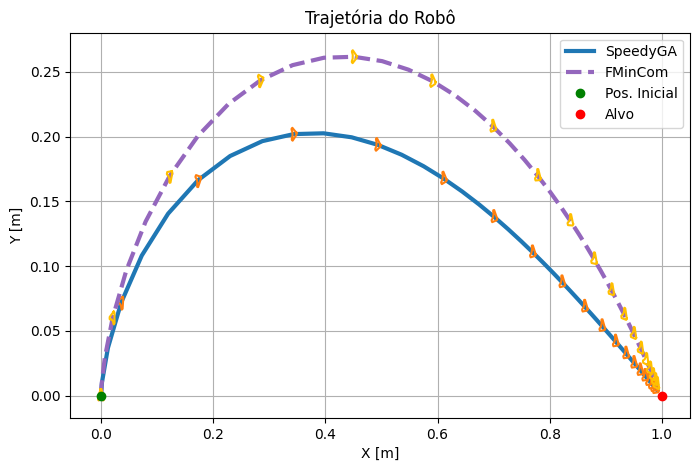 Trajetória do Robô
SpeedyGA
FMinCom
Pos. Inicial
Alvo
Y [m]
0.25
0.20
0.15
0.10
0.05
0.00
0.0 0.2 0.4 0.6 0.8 1.0
X [m]